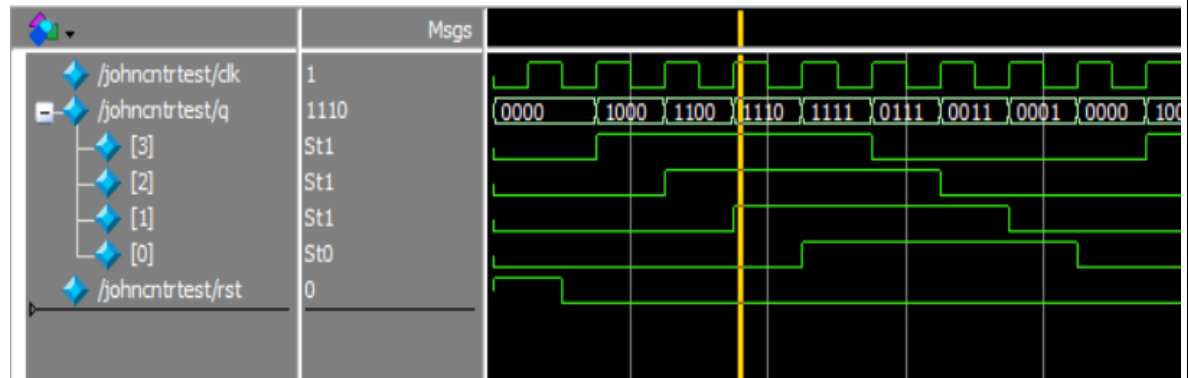 Msgs
/johncntrtest/clk 1
/johncntrtest/q 1110 0000 1000 1100 1110 1111 0111 0011 0001 0000 100
[3] St1
[2] St1
[1] St1
[0] St0
/johncntrtest/rst 0